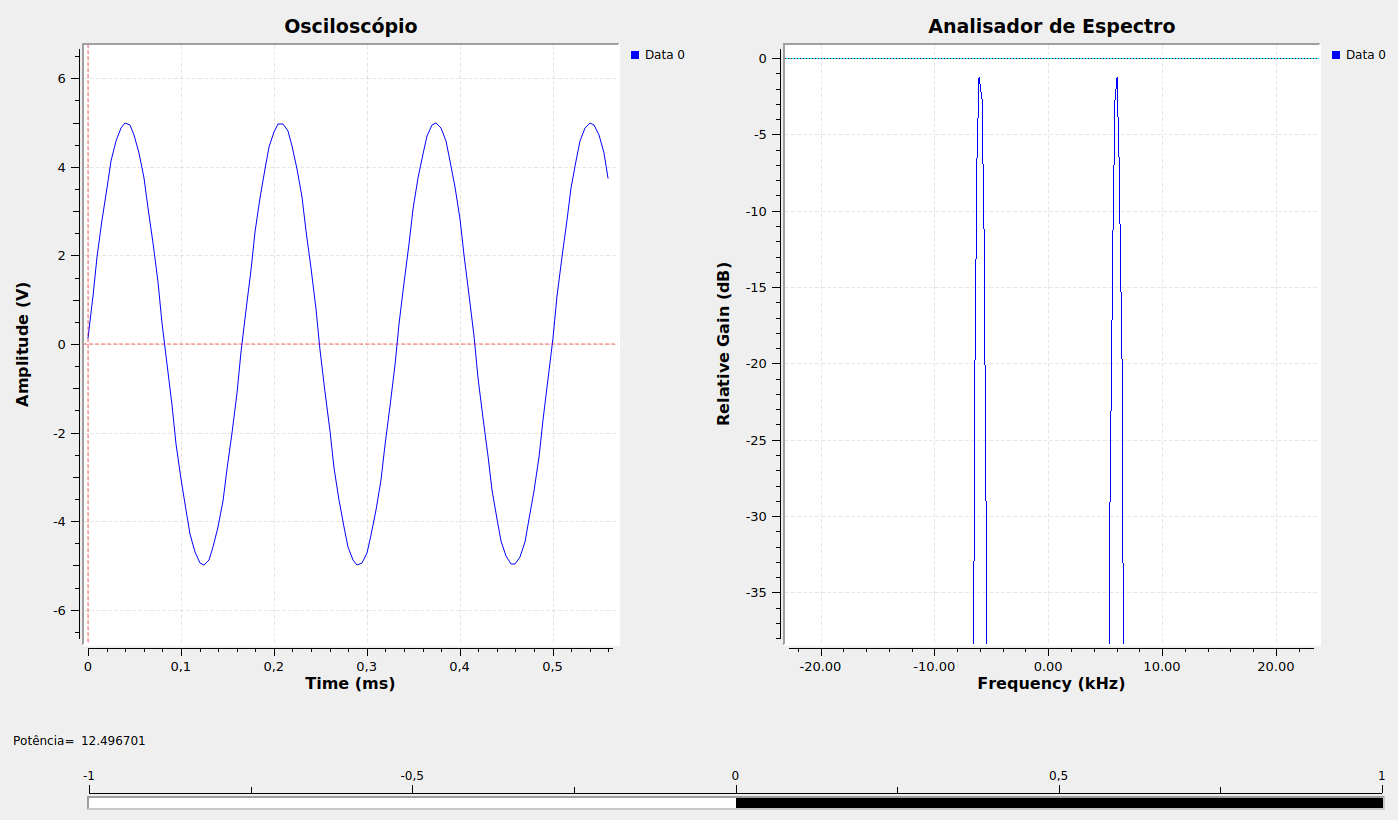 Osciloscópio
Data 0
Amplitude (V)
6
4
2
0
-2
-4
-6
0 0,1 0,2 0,3 0,4 0,5
Time (ms)
Analisador de Espectro
Data 0
Relative Gain (dB)
0
-5
-10
-15
-20
-25
-30
-35
-20.00 -10.00 0.00 10.00 20.00
Frequency (kHz)
Potência= 12.496701
-1 -0,5 0 0,5 1